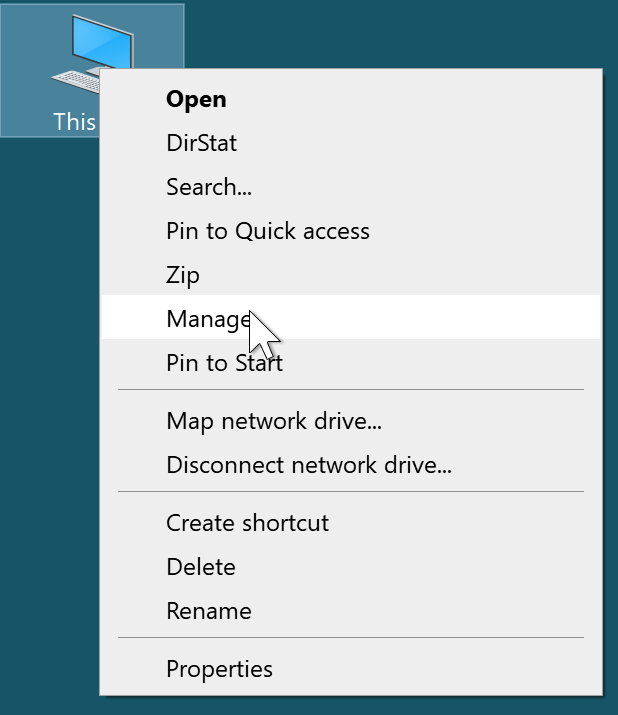 This
Open
DirStat
Search...
Pin to Quick access
Zip
Manage
Pin to Start
Map network drive...
Disconnect network drive...
Create shortcut
Delete
Rename
Properties